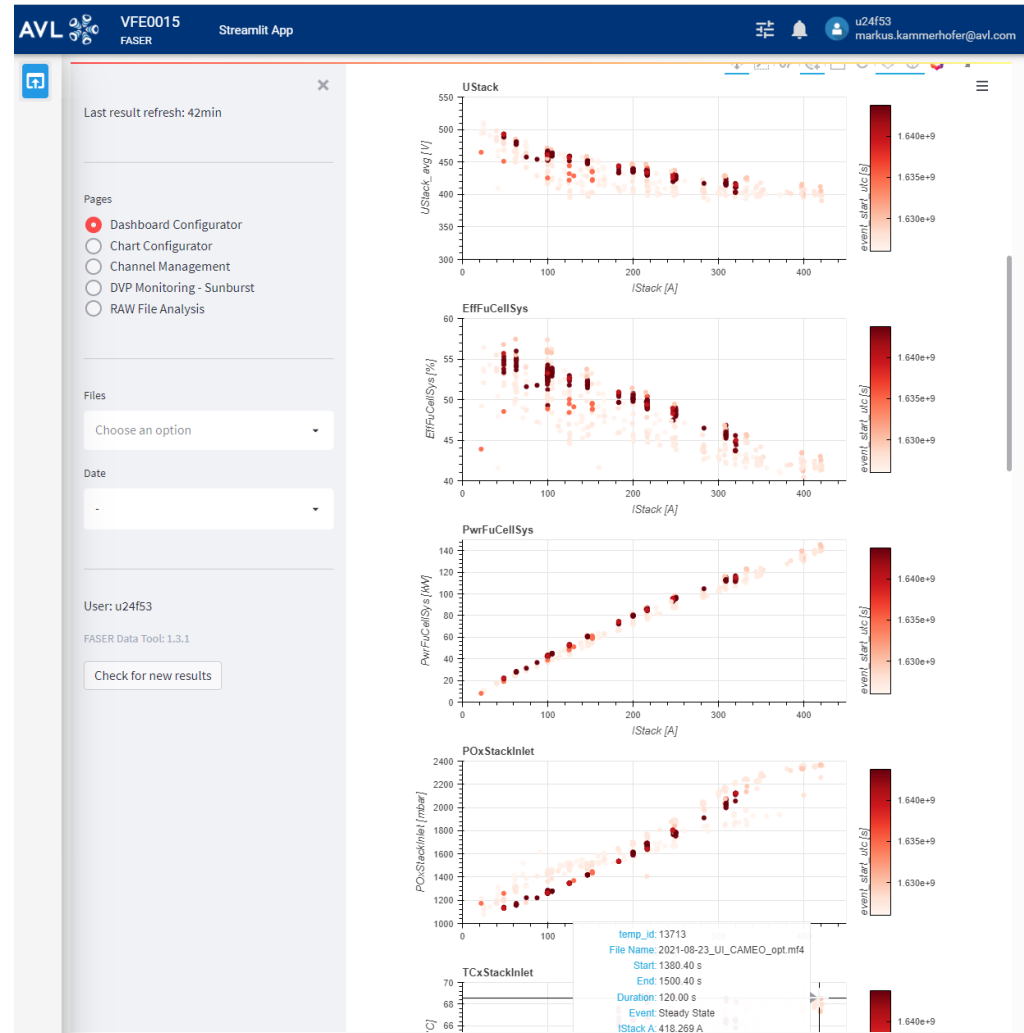 AVL
VFE0015
FASER
Streamlit App
u24f53
markus.kammerhofer@avl.com
Last result refresh: 42min
Pages
Dashboard Configurator
Chart Configurator
Channel Management
DVP Monitoring - Sunburst
RAW File Analysis
Files
Choose an option
Date
-
User: u24f53
FASER Data Tool: 1.3.1
Check for new results
UStack
550
500
450
400
350
300
UStack_avg [V]
0 100 200 300 400
IStack [A]
event_start_utc [s]
1.640e+9
1.635e+9
1.630e+9
EffFuCellSys
60
55
50
45
40
EffFuCellSys [%]
0 100 200 300 400
IStack [A]
event_start_utc [s]
1.640e+9
1.635e+9
1.630e+9
PwrFuCellSys
140
120
100
80
60
40
20
0
PwrFuCellSys [kW]
0 100 200 300 400
IStack [A]
event_start_utc [s]
1.640e+9
1.635e+9
1.630e+9
POxStackInlet
2400
2200
2000
1800
1600
1400
1200
1000
POxStackInlet [mbar]
0 100 400
event_start_utc [s]
1.640e+9
1.635e+9
1.630e+9
temp_id: 13713
File Name: 2021-08-23_UI_CAMEO_opt.mf4
Start: 1380.40 s
End: 1500.40 s
Duration: 120.00 s
Event: Steady State
IStack A: 418.269 A
TCxStackInlet
70
68
66
°C]
1.640e+9